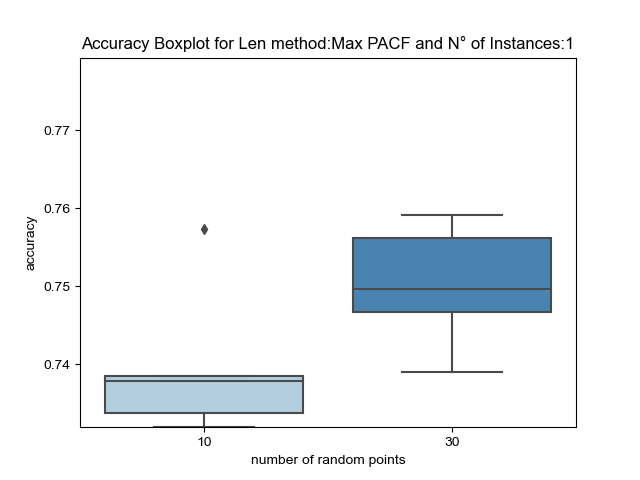 Accuracy Boxplot for Len method:Max PACF and N° of Instances:1
0.77
0.76
0.75
0.74
accuracy
10
30
number of random points